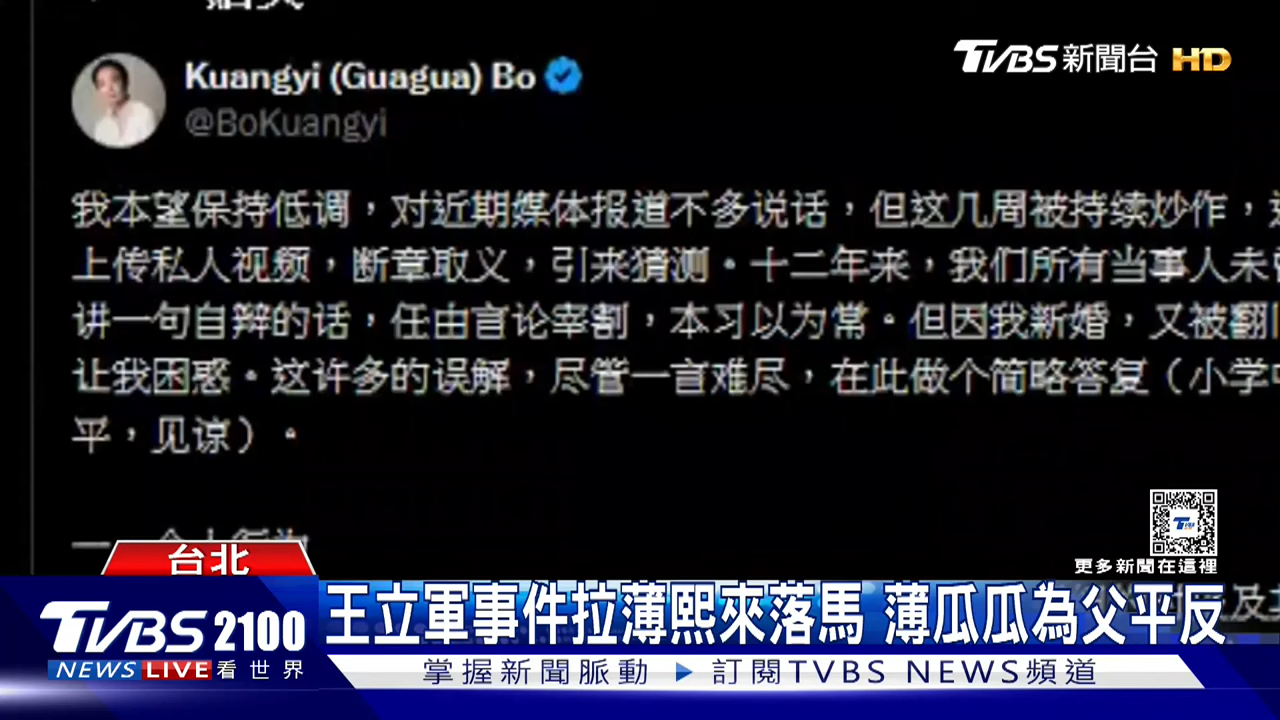 TVBS新聞台 HD
Kuangyi (Guagua) Bo
@BoKuangyi
我本望保持低调，对近期媒体报道不多说话，但这几周被持续炒作，
上传私人视频，断章取义，引来猜测。十二年来，我们所有当事人未
讲一句自辩的话，任由言论宰割，本习以为常。但因我新婚，又被翻
让我困惑。这许多的误解，尽管一言难尽，在此做个简略答复（小学
平，见谅）。
更多新聞在這裡
台北
王立軍事件拉薄熙來落馬 薄瓜瓜為父平反
及
TVBS 2100
NEWS LIVE 看世界
掌握新聞脈動 ▶ 訂閱TVBS NEWS頻道